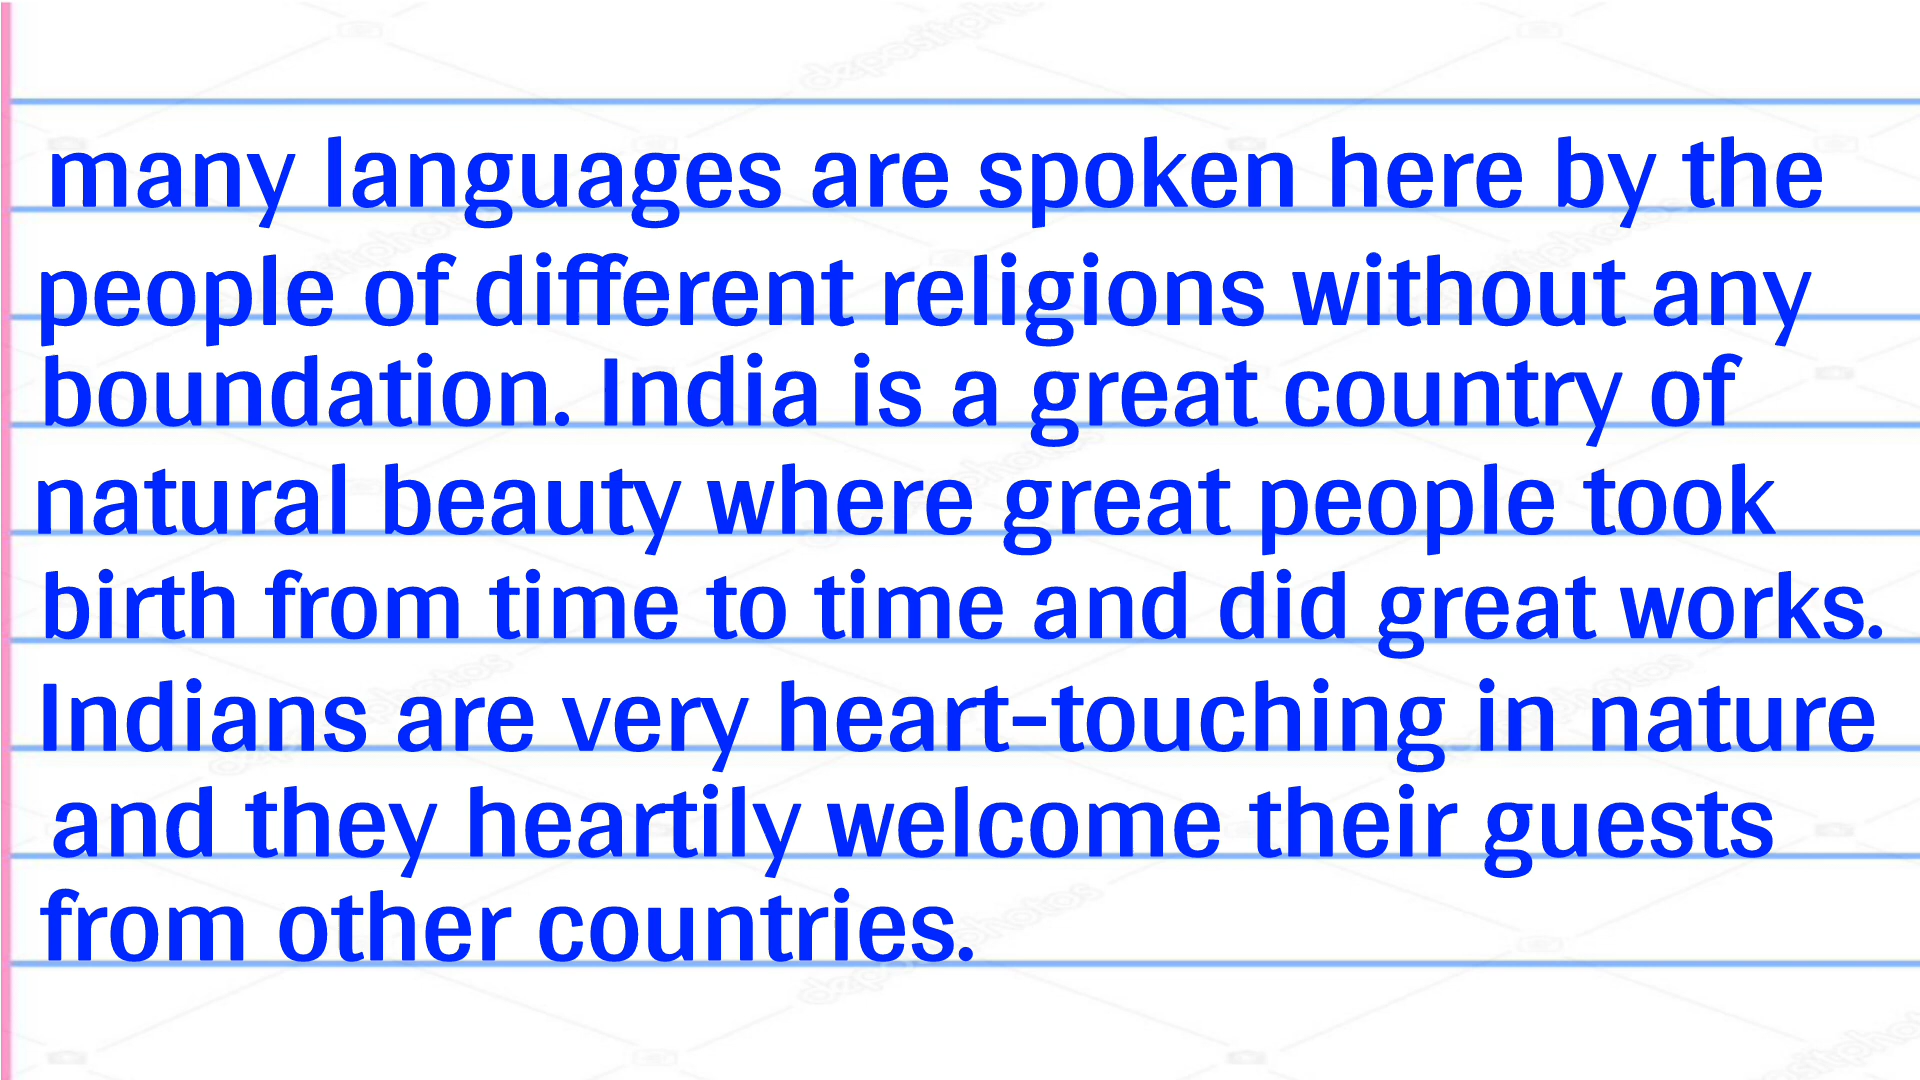 many languages are spoken here by the
people of different religions without any
boundation. India is a great country of
natural beauty where great people took
birth from time to time and did great works.
Indians are very heart-touching in nature
and they heartily welcome their guests
from other countries.
depositphotos